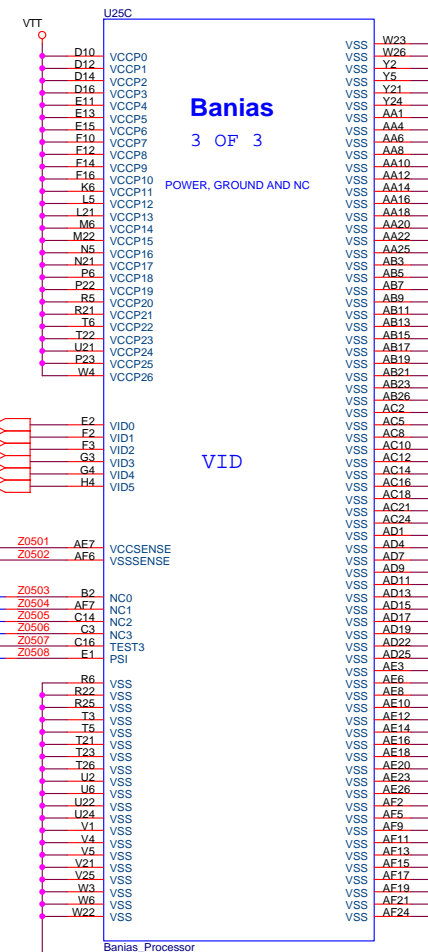 U25C
VTT
D10 VCCP0
D12 VCCP1
D14 VCCP2
D16 VCCP3
E11 VCCP4
E13 VCCP5
E15 VCCP6
F10 VCCP7
F12 VCCP8
F14 VCCP9
F16 VCCP10
K6 VCCP11
L5 VCCP12
L21 VCCP13
M6 VCCP14
M22 VCCP15
N5 VCCP16
N21 VCCP17
P6 VCCP18
P22 VCCP19
R5 VCCP20
R21 VCCP21
T6 VCCP22
T22 VCCP23
U21 VCCP24
P23 VCCP25
W4 VCCP26
E2 VID0
F2 VID1
F3 VID2
G3 VID3
G4 VID4
H4 VID5
Z0501 AE7 VCCSENSE
Z0502 AF6 VSSSENSE
Z0503 B2 NC0
Z0504 AF7 NC1
Z0505 C14 NC2
Z0506 C3 NC3
Z0507 C16 TEST3
Z0508 E1 PSI
R6 VSS
R22 VSS
R25 VSS
T3 VSS
T5 VSS
T21 VSS
T23 VSS
T26 VSS
U2 VSS
U6 VSS
U22 VSS
U24 VSS
V1 VSS
V4 VSS
V5 VSS
V21 VSS
V25 VSS
W3 VSS
W6 VSS
W22 VSS
Banias
3 OF 3
POWER, GROUND AND NC
VID
VSS W23
VSS W26
VSS Y2
VSS Y5
VSS Y21
VSS Y24
VSS AA1
VSS AA4
VSS AA6
VSS AA8
VSS AA10
VSS AA12
VSS AA14
VSS AA16
VSS AA18
VSS AA20
VSS AA22
VSS AA25
VSS AB3
VSS AB5
VSS AB7
VSS AB9
VSS AB11
VSS AB13
VSS AB15
VSS AB17
VSS AB19
VSS AB21
VSS AB23
VSS AB26
VSS AC2
VSS AC5
VSS AC8
VSS AC10
VSS AC12
VSS AC14
VSS AC16
VSS AC18
VSS AC21
VSS AC24
VSS AD1
VSS AD4
VSS AD7
VSS AD9
VSS AD11
VSS AD13
VSS AD15
VSS AD17
VSS AD19
VSS AD22
VSS AD25
VSS AE3
VSS AE6
VSS AE8
VSS AE10
VSS AE12
VSS AE14
VSS AE16
VSS AE18
VSS AE20
VSS AE23
VSS AE26
VSS AF2
VSS AF5
VSS AF9
VSS AF11
VSS AF13
VSS AF15
VSS AF17
VSS AF19
VSS AF21
VSS AF24
Banias_Processor